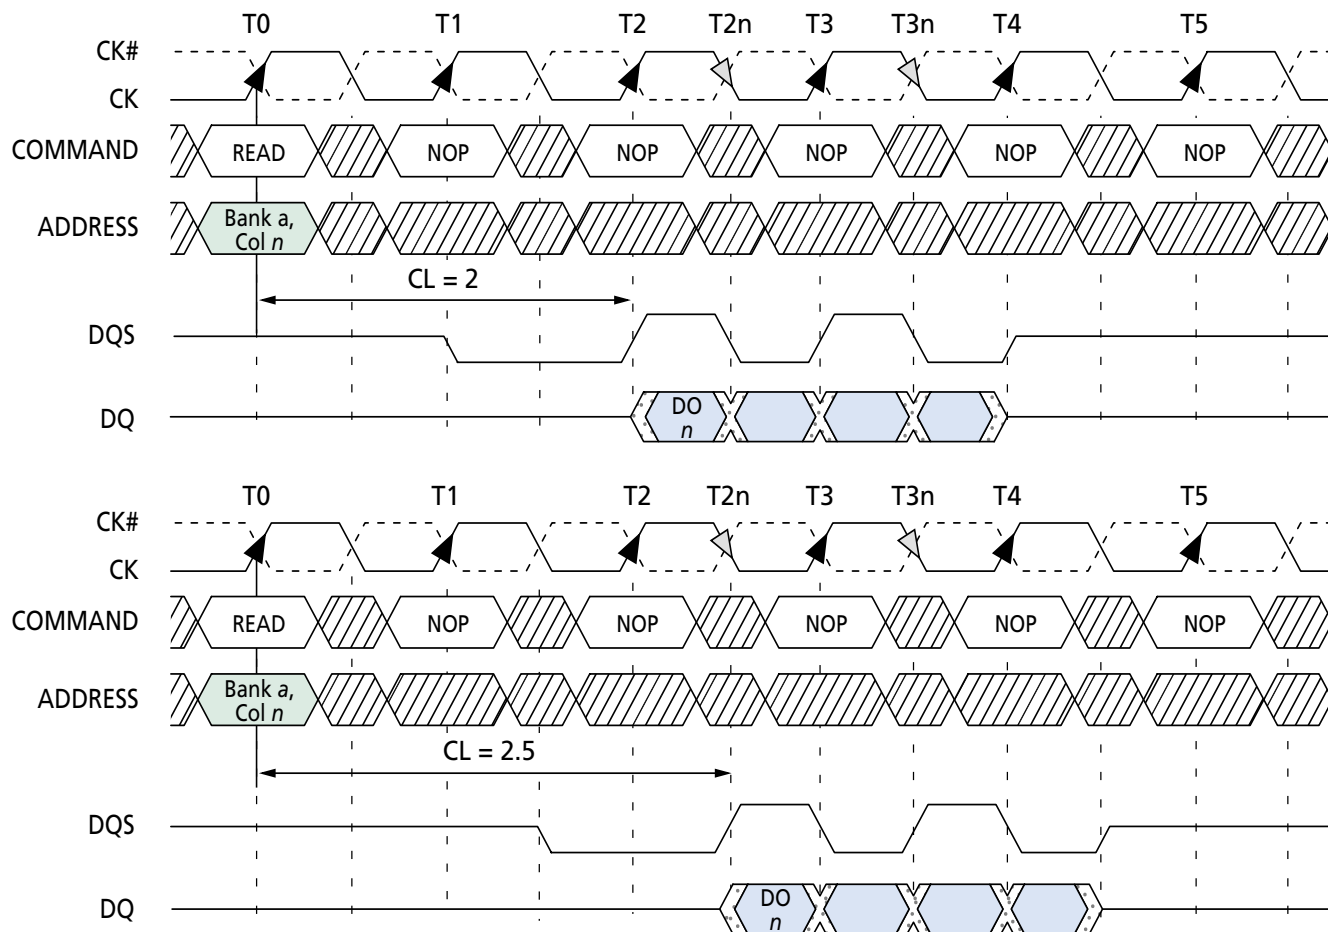 T0 T1 T2 T2n T3 T3n T4 T5
CK#
CK
COMMAND READ NOP NOP NOP NOP NOP
ADDRESS Bank a,
Col n
CL = 2
DQS
DQ DO
n
T0 T1 T2 T2n T3 T3n T4 T5
CK#
CK
COMMAND READ NOP NOP NOP NOP NOP
ADDRESS Bank a,
Col n
CL = 2.5
DQS
DQ DO
n